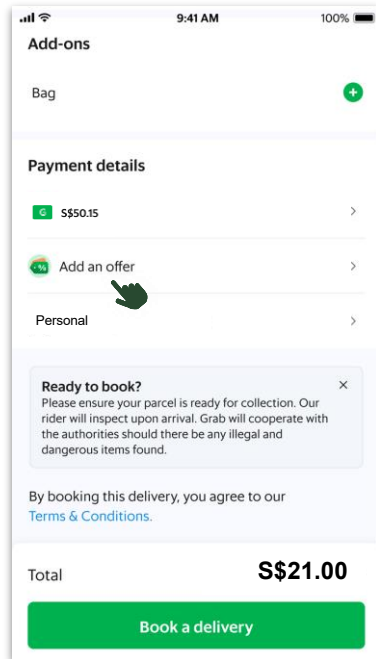 9:41 AM
100%
Add-ons
Bag
Payment details
G S$50.15
% Add an offer
Personal
Ready to book?
Please ensure your parcel is ready for collection. Our
rider will inspect upon arrival. Grab will cooperate with
the authorities should there be any illegal and
dangerous items found.
By booking this delivery, you agree to our
Terms & Conditions.
Total S$21.00
Book a delivery